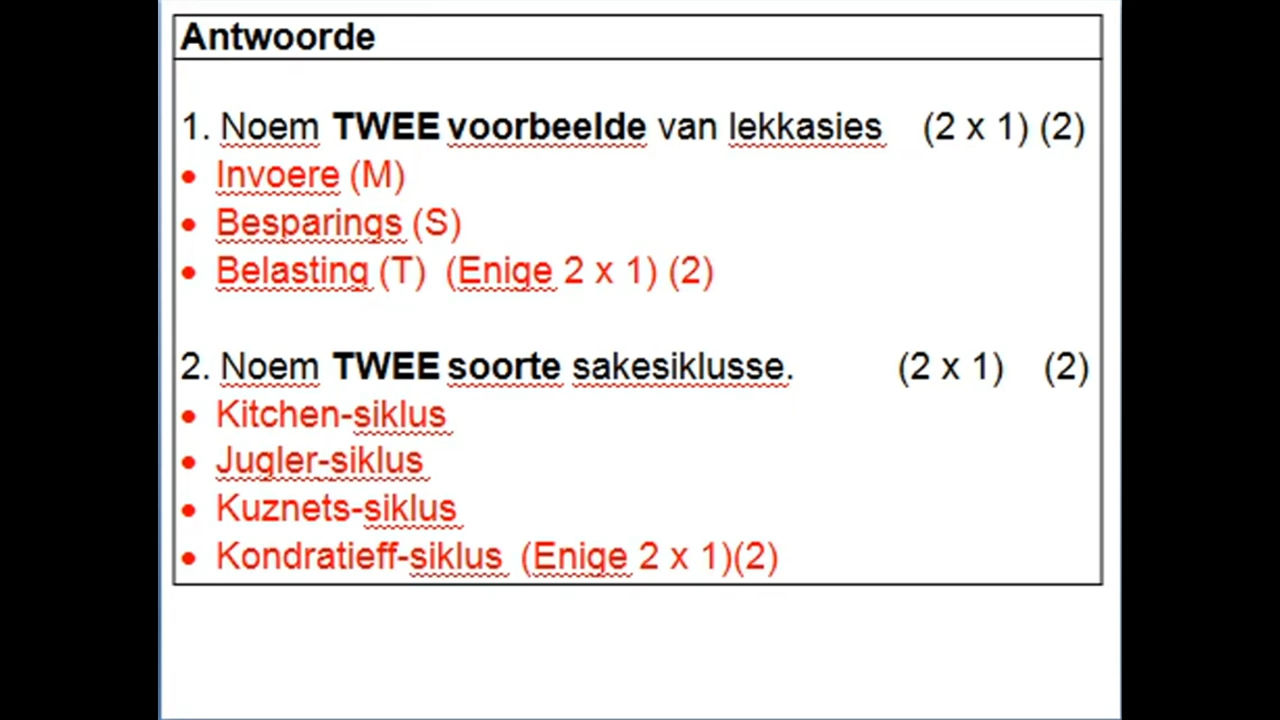 Antwoorde
1. Noem TWEE voorbeelde van lekkasies (2 x 1) (2)
• Invoere (M)
• Besparings (S)
• Belasting (T) (Enige 2 x 1) (2)
2. Noem TWEE soorte sakesiklusse. (2 x 1) (2)
• Kitchen-siklus
• Jugler-siklus
• Kuznets-siklus
• Kondratieff-siklus (Enige 2 x 1)(2)